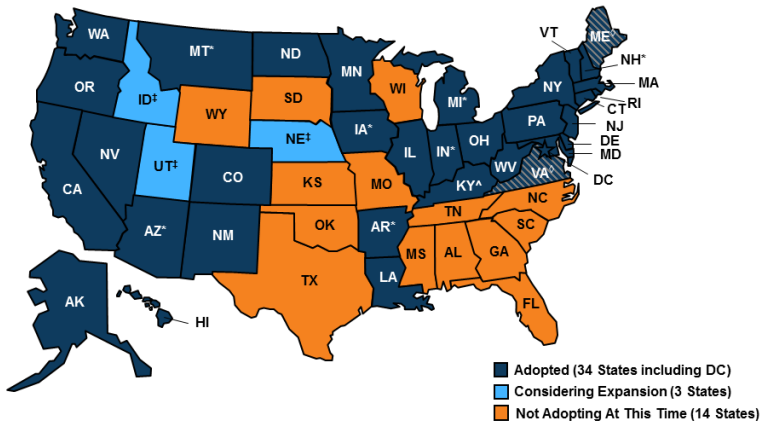 WA
MT*
ND
MN
VT
ME◊
NH*
OR
ID‡
WY
SD
WI
MI*
NY
MA
RI
CT
NV
UT‡
NE‡
IA*
IL
IN*
OH
PA
NJ
DE
MD
DC
CA
CO
KS
MO
KY^
WV
VA◊
AZ*
NM
OK
AR*
TN
NC
SC
TX
LA
MS
AL
GA
FL
AK
HI
Adopted (34 States including DC)
Considering Expansion (3 States)
Not Adopting At This Time (14 States)